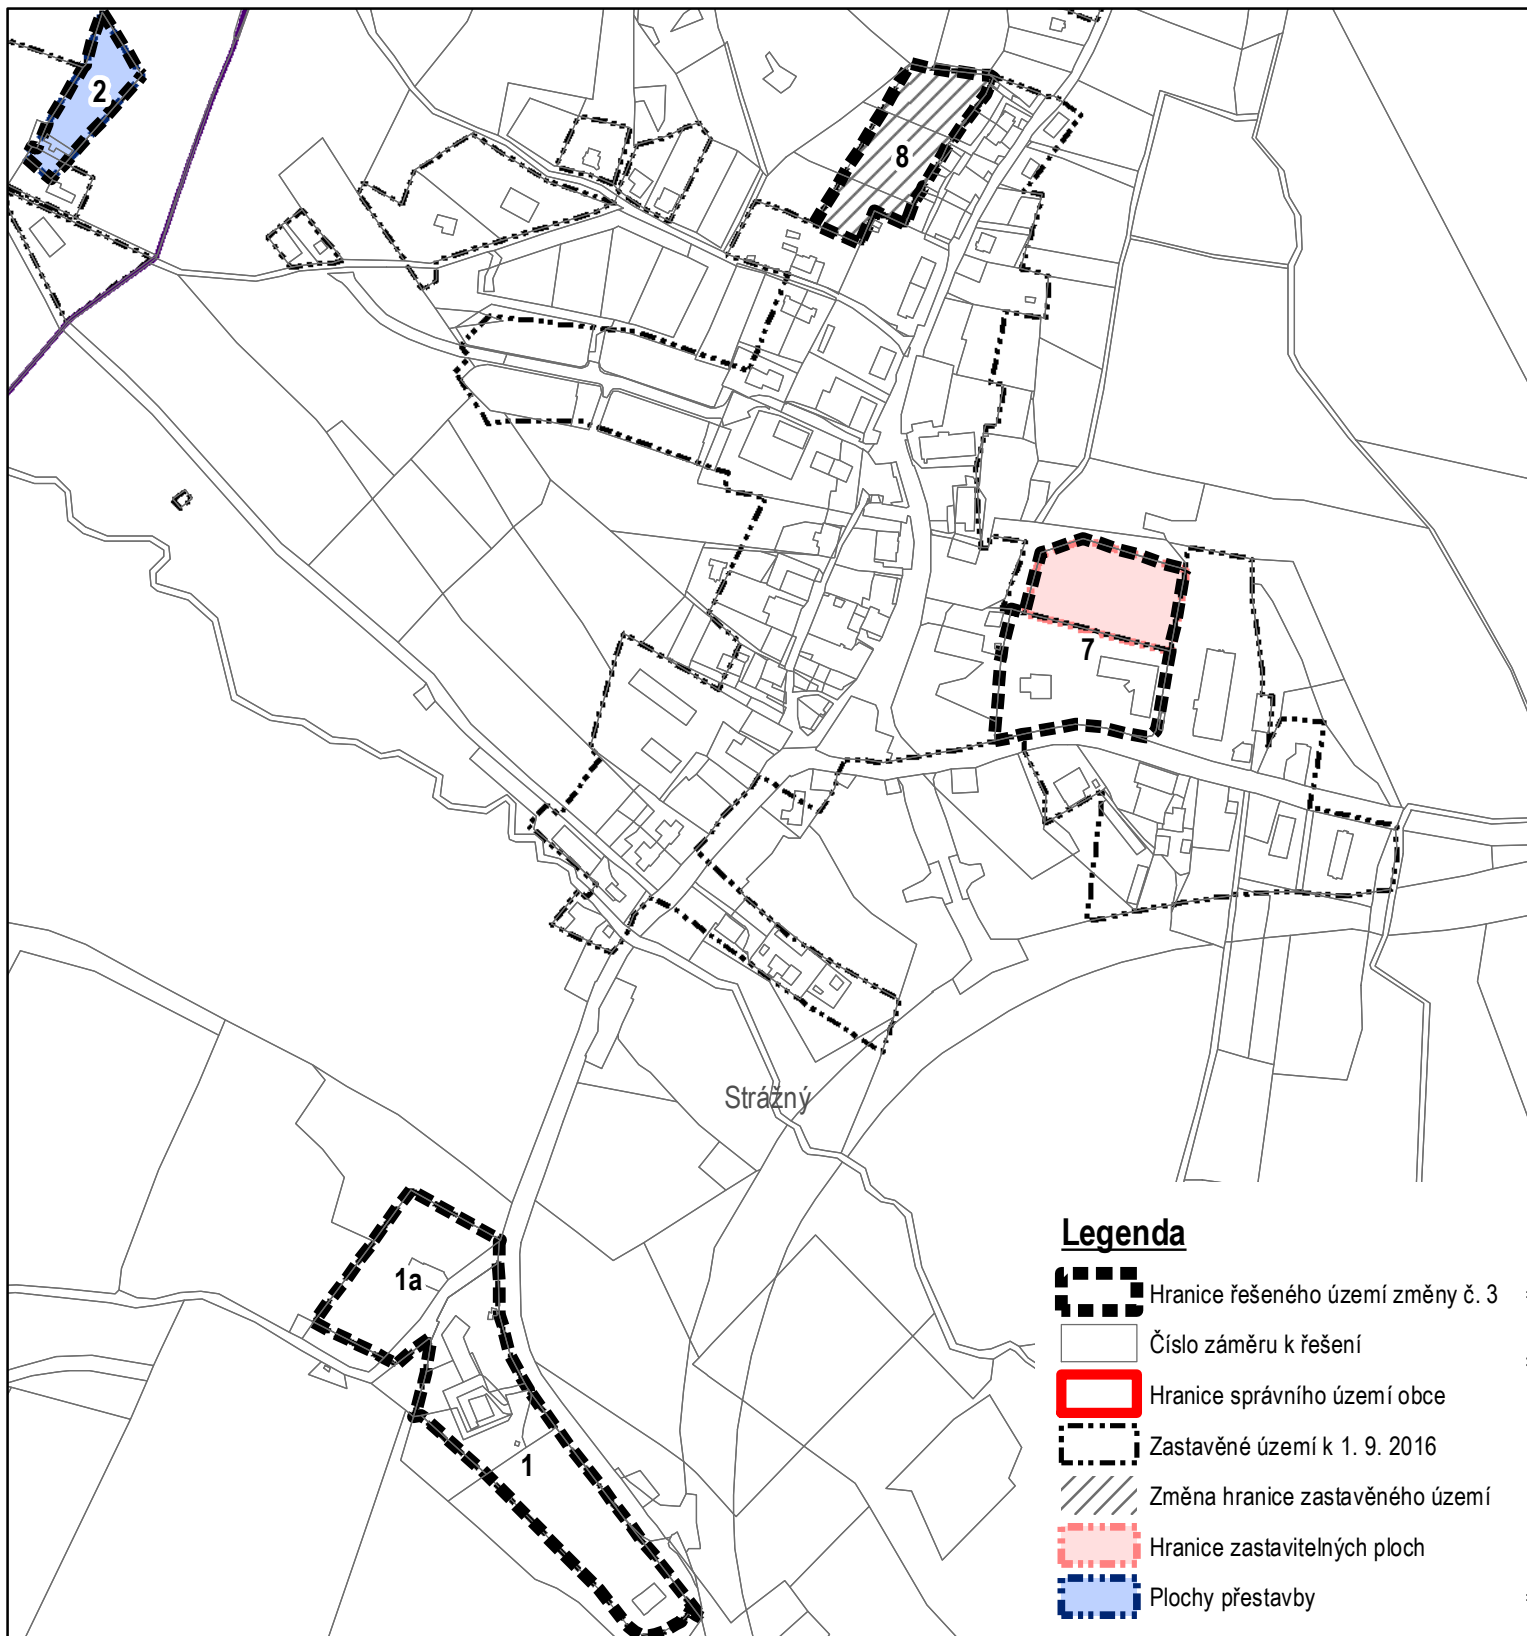 2
8
7
Strážný
1a
1
Legenda
Hranice řešeného území změny č. 3
Číslo záměru k řešení
Hranice správního území obce
Zastavěné území k 1. 9. 2016
Změna hranice zastavěného území
Hranice zastavitelných ploch
Plochy přestavby